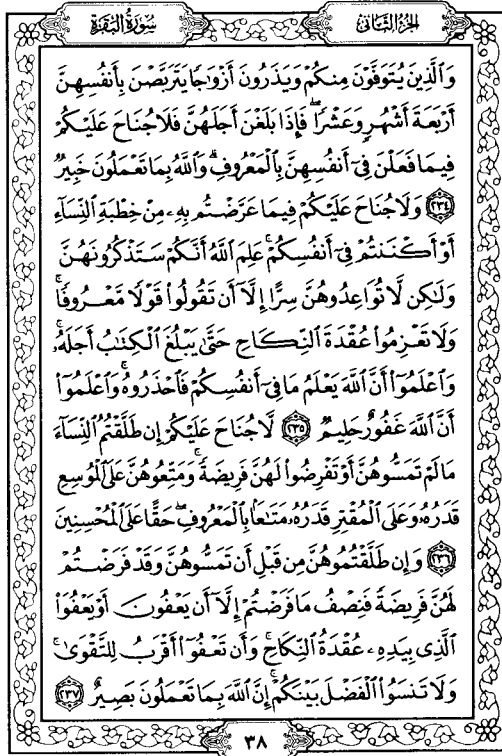 الجزء الثاني
سورة البقرة
وَٱلَّذِينَ يُتَوَفَّوۡنَ مِنكُمۡ وَيَذَرُونَ أَزۡوَٰجٗا يَتَرَبَّصۡنَ بِأَنفُسِهِنَّ
أَرۡبَعَةَ أَشۡهُرٖ وَعَشۡرٗاۖ فَإِذَا بَلَغۡنَ أَجَلَهُنَّ فَلَا جُنَاحَ عَلَيۡكُمۡ
فِيمَا فَعَلۡنَ فِيٓ أَنفُسِهِنَّ بِٱلۡمَعۡرُوفِۗ وَٱللَّهُ بِمَا تَعۡمَلُونَ خَبِيرٞ
٢٣٤ وَلَا جُنَاحَ عَلَيۡكُمۡ فِيمَا عَرَّضۡتُم بِهِۦ مِنۡ خِطۡبَةِ ٱلنِّسَآءِ
أَوۡ أَكۡنَنتُمۡ فِيٓ أَنفُسِكُمۡۚ عَلِمَ ٱللَّهُ أَنَّكُمۡ سَتَذۡكُرُونَهُنَّ
وَلَٰكِن لَّا تُوَاعِدُوهُنَّ سِرًّا إِلَّآ أَن تَقُولُواْ قَوۡلٗا مَّعۡرُوفٗاۚ
وَلَا تَعۡزِمُواْ عُقۡدَةَ ٱلنِّكَاحِ حَتَّىٰ يَبۡلُغَ ٱلۡكِتَٰبُ أَجَلَهُۥۚ
وَٱعۡلَمُوٓاْ أَنَّ ٱللَّهَ يَعۡلَمُ مَا فِيٓ أَنفُسِكُمۡ فَٱحۡذَرُوهُۚ وَٱعۡلَمُوٓاْ
أَنَّ ٱللَّهَ غَفُورٌ حَلِيمٞ ٢٣٥ لَّا جُنَاحَ عَلَيۡكُمۡ إِن طَلَّقۡتُمُ ٱلنِّسَآءَ
مَا لَمۡ تَمَسُّوهُنَّ أَوۡ تَفۡرِضُواْ لَهُنَّ فَرِيضَةٗۚ وَمَتِّعُوهُنَّ عَلَى ٱلۡمُوسِعِ
قَدَرُهُۥ وَعَلَى ٱلۡمُقۡتِرِ قَدَرُهُۥ مَتَٰعَۢا بِٱلۡمَعۡرُوفِۖ حَقًّا عَلَى ٱلۡمُحۡسِنِينَ
٢٣٦ وَإِن طَلَّقۡتُمُوهُنَّ مِن قَبۡلِ أَن تَمَسُّوهُنَّ وَقَدۡ فَرَضۡتُمۡ
لَهُنَّ فَرِيضَةٗ فَنِصۡفُ مَا فَرَضۡتُمۡ إِلَّآ أَن يَعۡفُونَ أَوۡ يَعۡفُوَاْ
ٱلَّذِي بِيَدِهِۦ عُقۡدَةُ ٱلنِّكَاحِۚ وَأَن تَعۡفُوٓاْ أَقۡرَبُ لِلتَّقۡوَىٰۚ
وَلَا تَنسَوُاْ ٱلۡفَضۡلَ بَيۡنَكُمۡۚ إِنَّ ٱللَّهَ بِمَا تَعۡمَلُونَ بَصِيرٌ ٢٣٧
٣٨